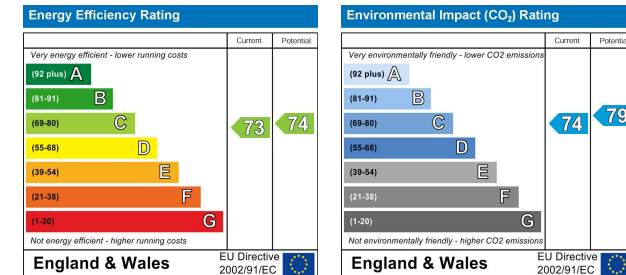 Energy Efficiency Rating
Current Potential
Very energy efficient - lower running costs
(92 plus) A
(81-91) B
(69-80) C
(55-68) D
(39-54) E
(21-38) F
(1-20) G
73 74
Not energy efficient - higher running costs
England & Wales
EU Directive
2002/91/EC
Environmental Impact (CO₂) Rating
Current Potential
Very environmentally friendly - lower CO2 emissions
(92 plus) A
(81-91) B
(69-80) C
(55-68) D
(39-54) E
(21-38) F
(1-20) G
74 79
Not environmentally friendly - higher CO2 emissions
England & Wales
EU Directive
2002/91/EC